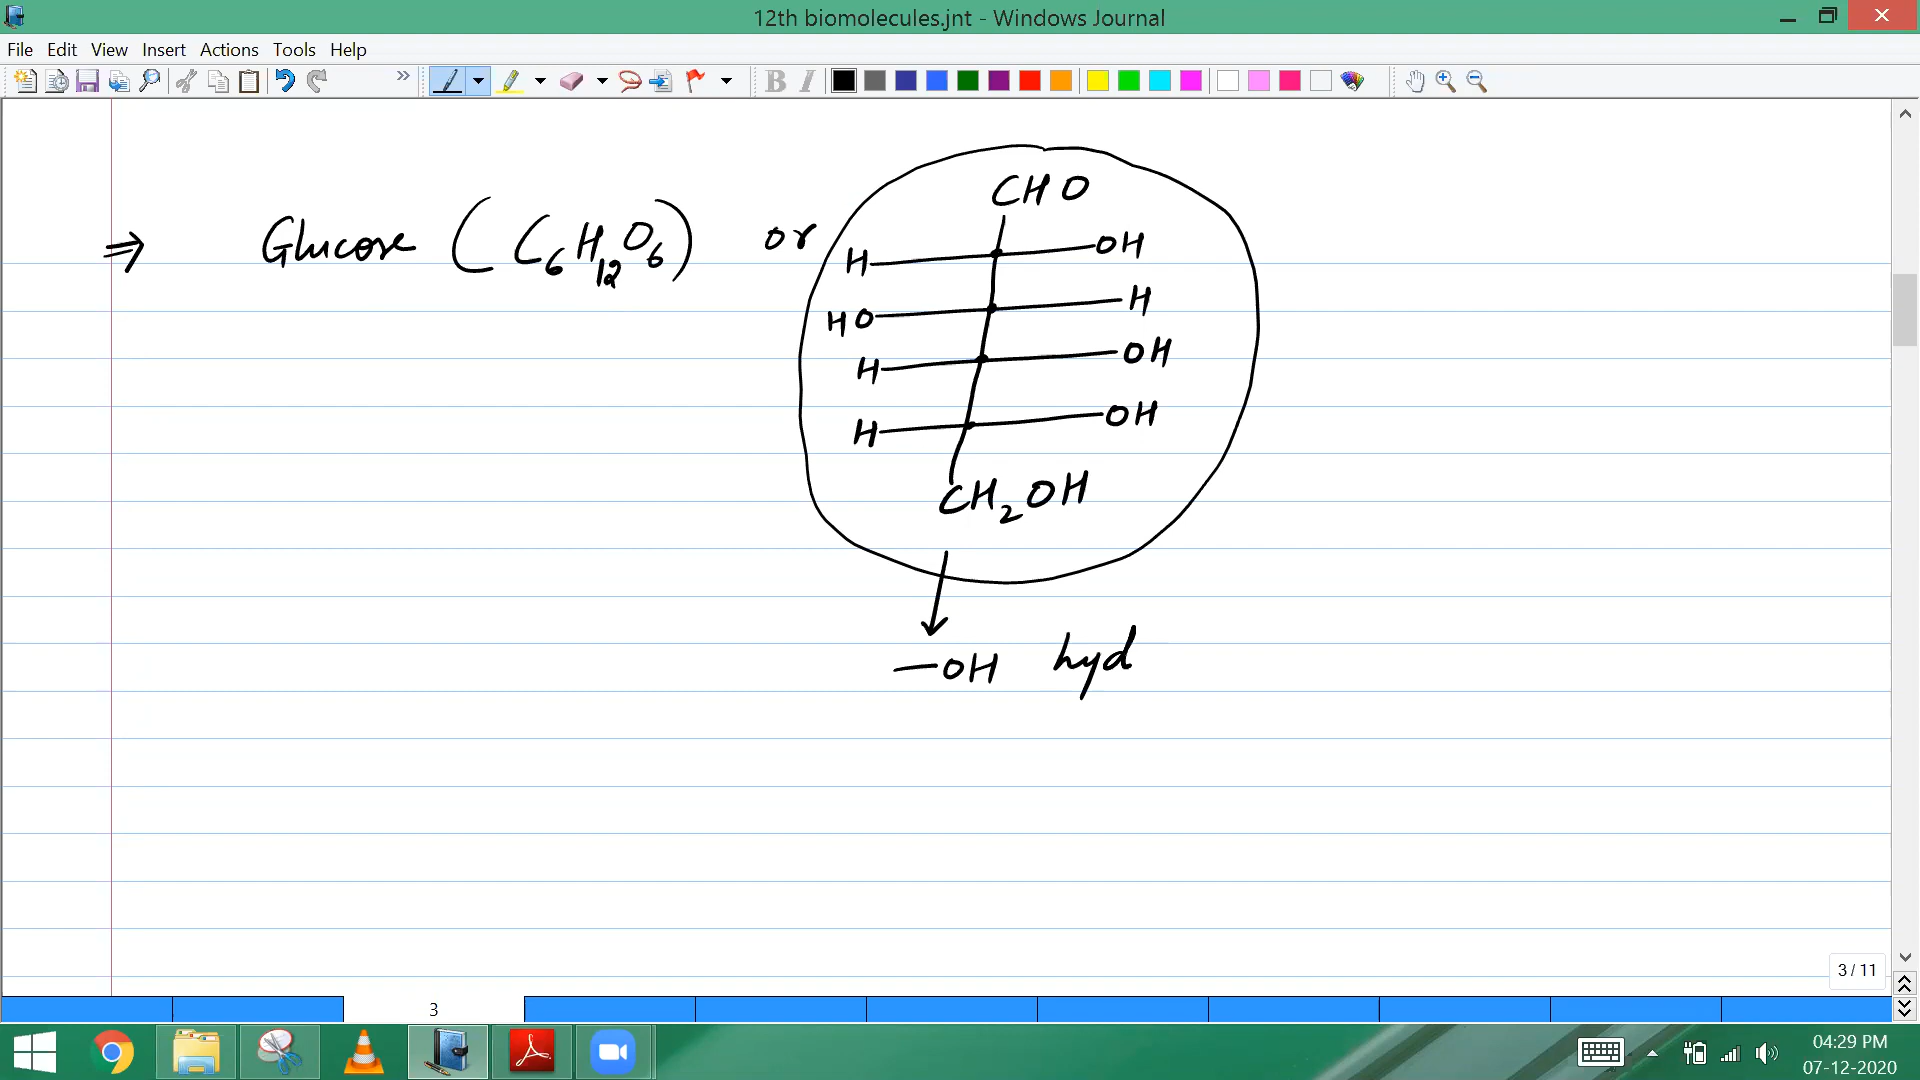 12th biomolecules.jnt - Windows Journal
File Edit View Insert Actions Tools Help
B I
CHO
⇒ Glucose (C₆H₁₂O₆) or
H OH
HO H
H OH
H OH
CH₂OH
—OH hyd
3 / 11
3
04:29 PM
07-12-2020